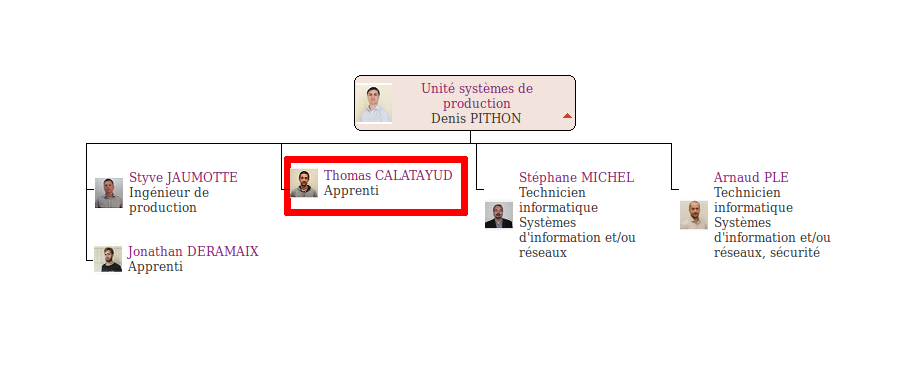 Unité systèmes de
production
Denis PITHON
Styve JAUMOTTE
Ingénieur de
production
Jonathan DERAMAIX
Apprenti
Thomas CALATAYUD
Apprenti
Stéphane MICHEL
Technicien
informatique
Systèmes
d'information et/ou
réseaux
Arnaud PLE
Technicien
informatique
Systèmes
d'information et/ou
réseaux, sécurité